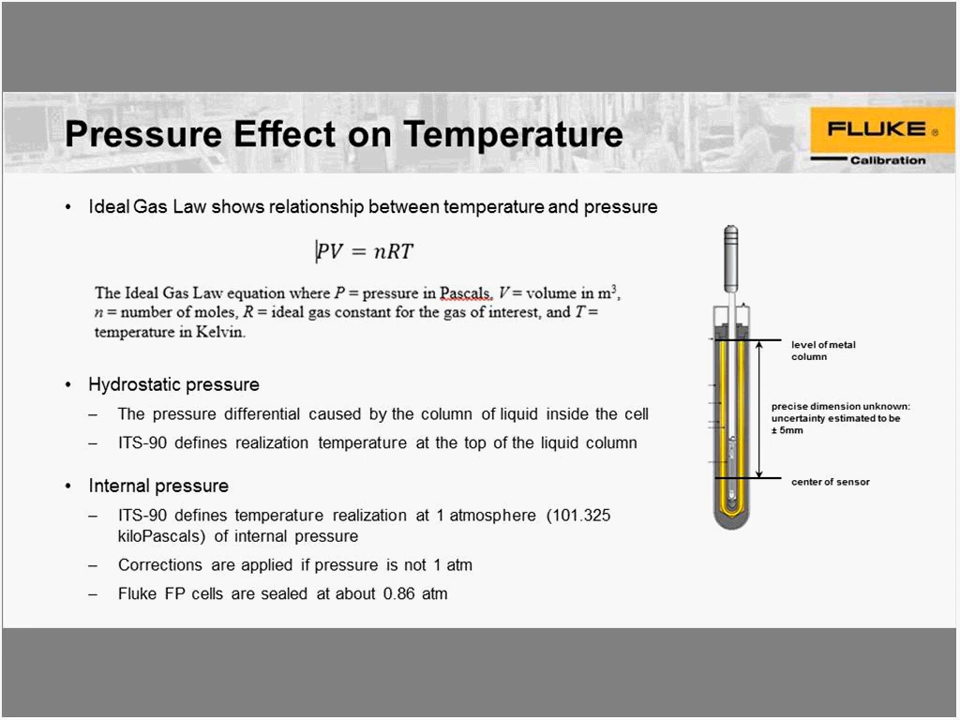 Pressure Effect on Temperature
FLUKE ®
Calibration
• Ideal Gas Law shows relationship between temperature and pressure
PV = nRT
The Ideal Gas Law equation where P = pressure in Pascals, V = volume in m³,
n = number of moles, R = ideal gas constant for the gas of interest, and T =
temperature in Kelvin.
• Hydrostatic pressure
– The pressure differential caused by the column of liquid inside the cell
– ITS-90 defines realization temperature at the top of the liquid column
• Internal pressure
– ITS-90 defines temperature realization at 1 atmosphere (101.325
kiloPascals) of internal pressure
– Corrections are applied if pressure is not 1 atm
– Fluke FP cells are sealed at about 0.86 atm
level of metal
column
precise dimension unknown:
uncertainty estimated to be
± 5mm
center of sensor